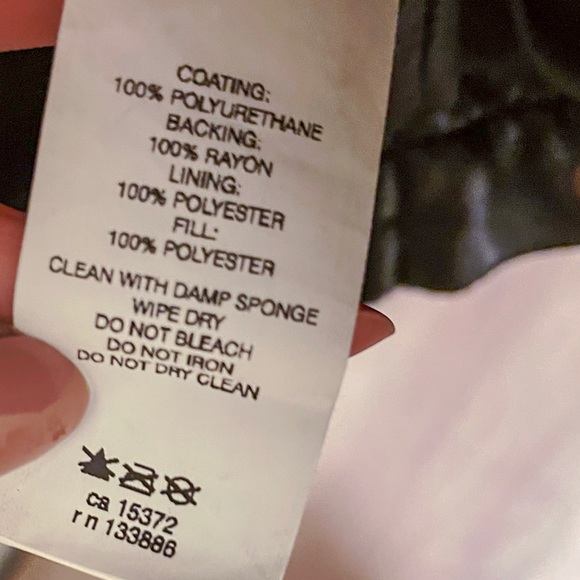 COATING:
100% POLYURETHANE
BACKING:
100% RAYON
LINING:
100% POLYESTER
FILL:
100% POLYESTER
CLEAN WITH DAMP SPONGE
WIPE DRY
DO NOT BLEACH
DO NOT IRON
DO NOT DRY CLEAN
ca 15372
rn 133886